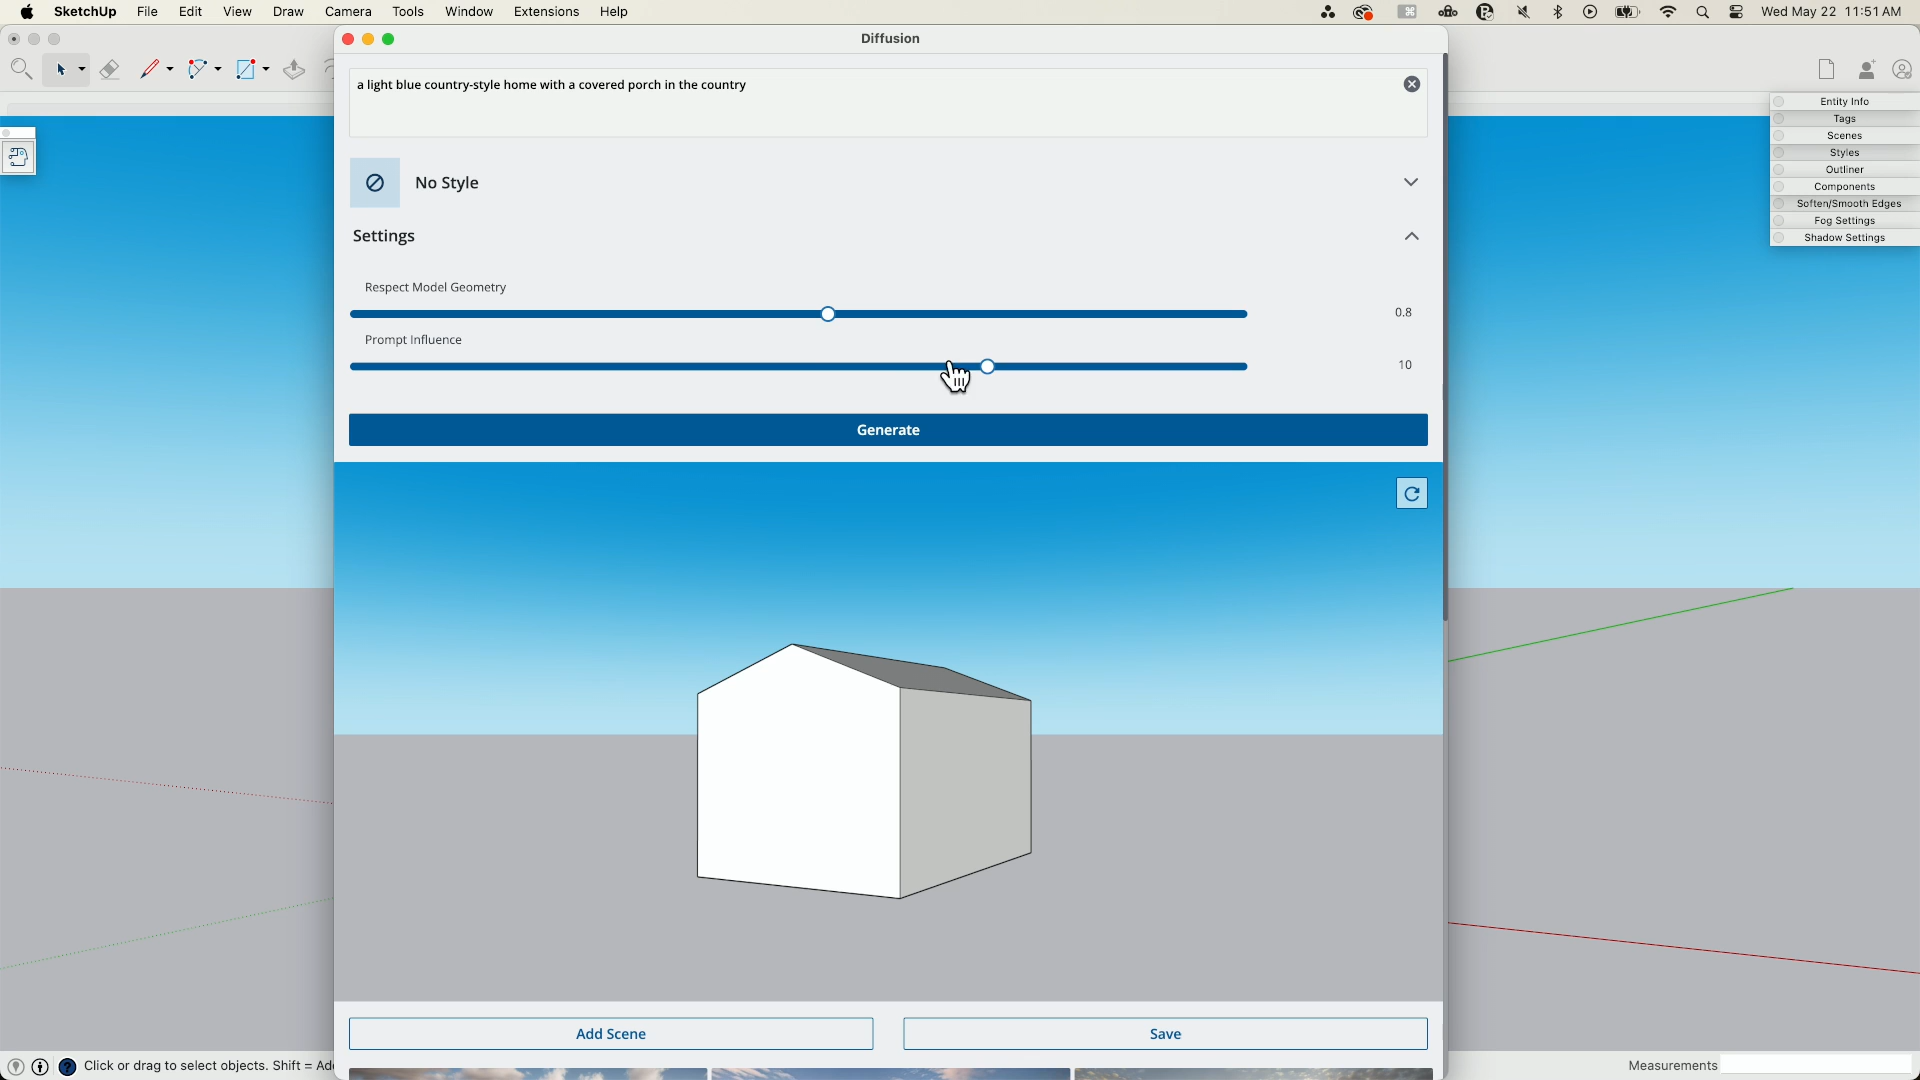 SketchUp File Edit View Draw Camera Tools Window Extensions Help Wed May 22 11:51 AM
Diffusion
a light blue country-style home with a covered porch in the country
No Style
Settings
Respect Model Geometry
0.8
Prompt Influence
10
Generate
Add Scene
Save
Entity Info
Tags
Scenes
Styles
Outliner
Components
Soften/Smooth Edges
Fog Settings
Shadow Settings
Click or drag to select objects. Shift = Ad
Measurements